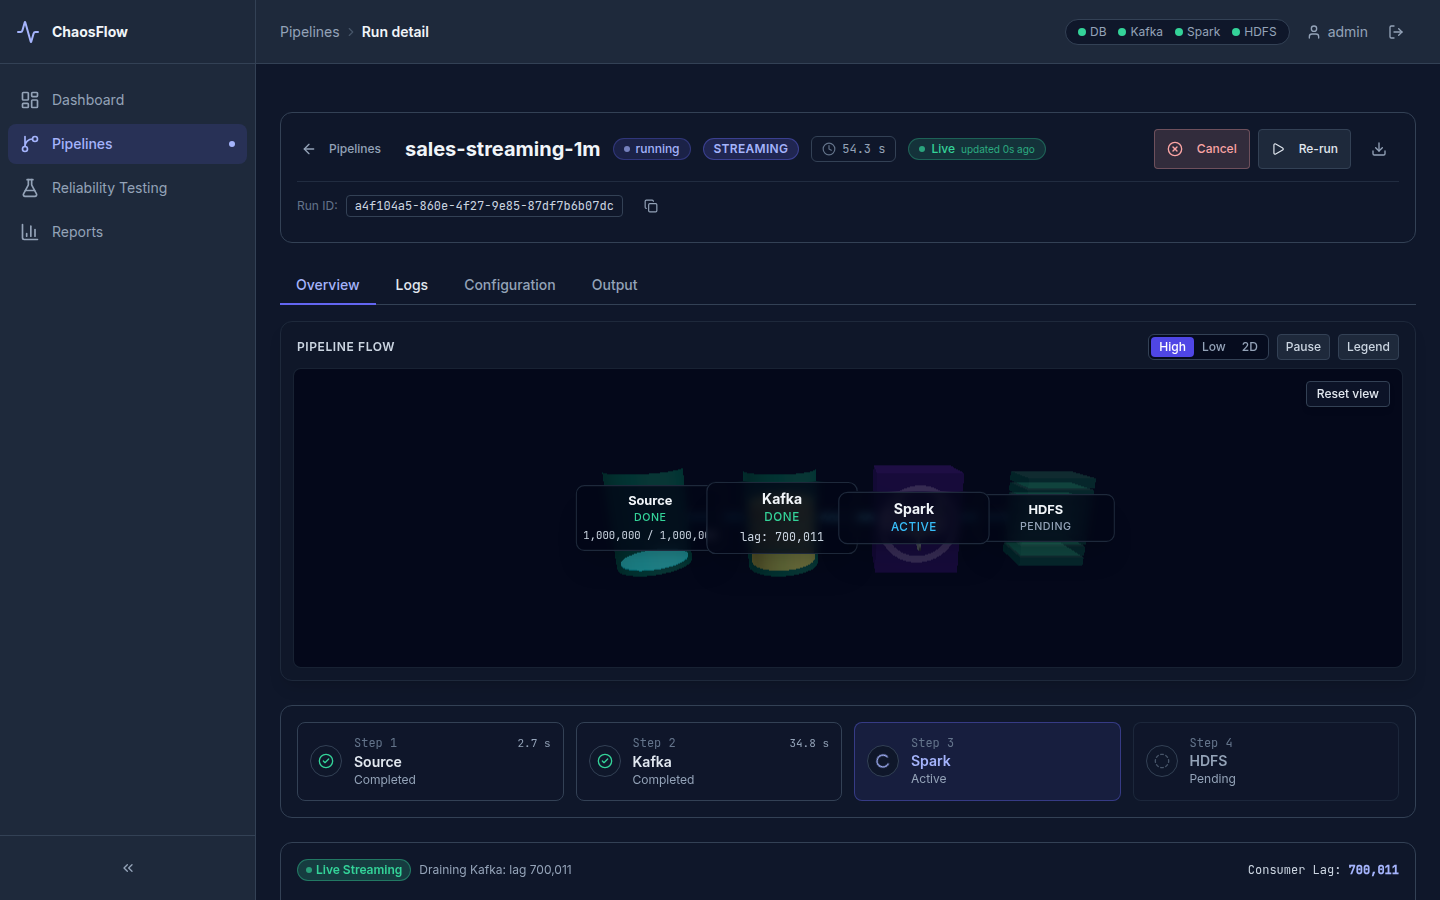 ChaosFlow
Pipelines > Run detail
DB Kafka Spark HDFS
admin
Dashboard
Pipelines
Reliability Testing
Reports
Pipelines
sales-streaming-1m
running
STREAMING
54.3 s
Live updated 0s ago
Cancel
Re-run
Run ID: a4f104a5-860e-4f27-9e85-87df7b6b07dc
Overview Logs Configuration Output
PIPELINE FLOW
High Low 2D
Pause
Legend
Reset view
Source
DONE
1,000,000 / 1,000,00
Kafka
DONE
lag: 700,011
Spark
ACTIVE
HDFS
PENDING
Step 1 2.7 s
Source
Completed
Step 2 34.8 s
Kafka
Completed
Step 3
Spark
Active
Step 4
HDFS
Pending
Live Streaming Draining Kafka: lag 700,011
Consumer Lag: 700,011